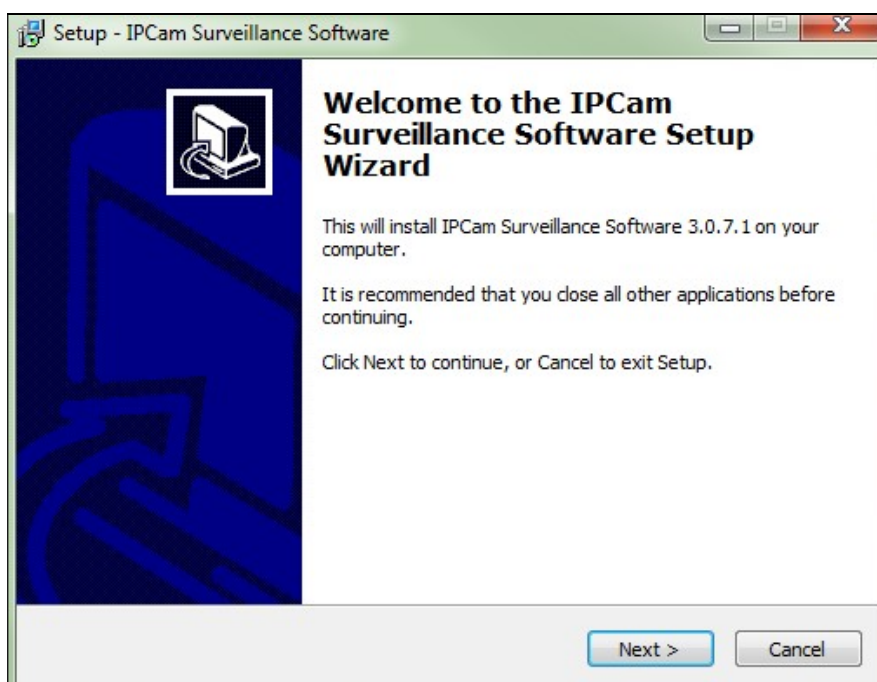 Setup - IPCam Surveillance Software
Welcome to the IPCam
Surveillance Software Setup
Wizard
This will install IPCam Surveillance Software 3.0.7.1 on your
computer.
It is recommended that you close all other applications before
continuing.
Click Next to continue, or Cancel to exit Setup.
Next >
Cancel